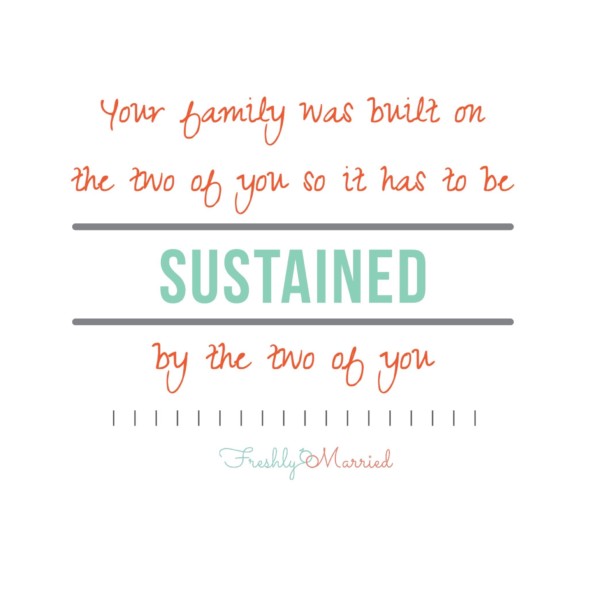 Your family was built on
the two of you so it has to be
SUSTAINED
by the two of you
Freshly Married